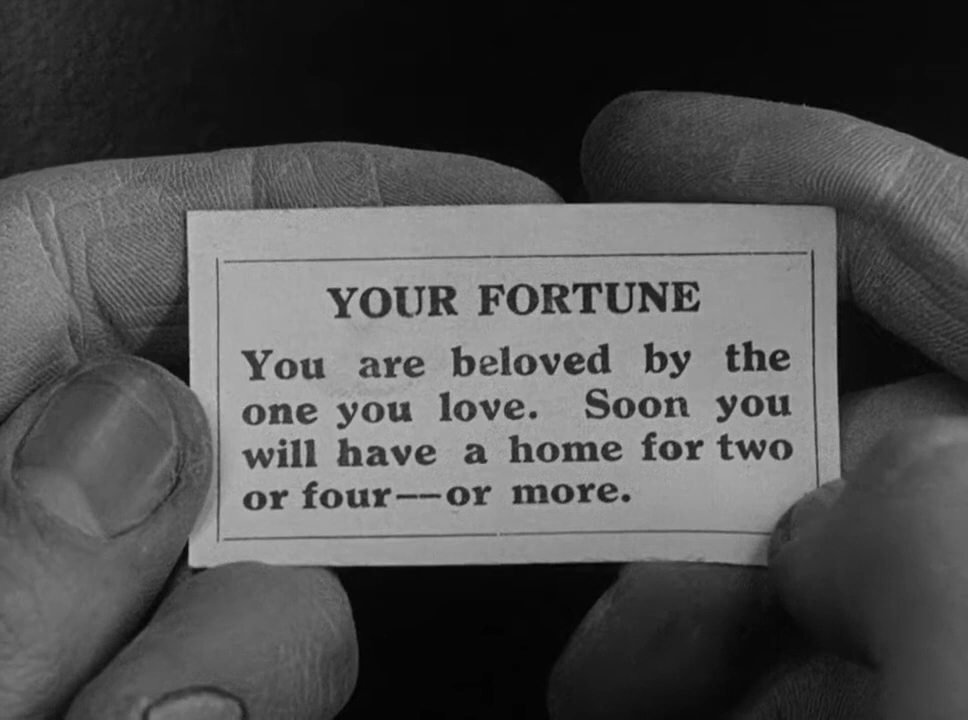 YOUR FORTUNE
You are beloved by the
one you love. Soon you
will have a home for two
or four——or more.